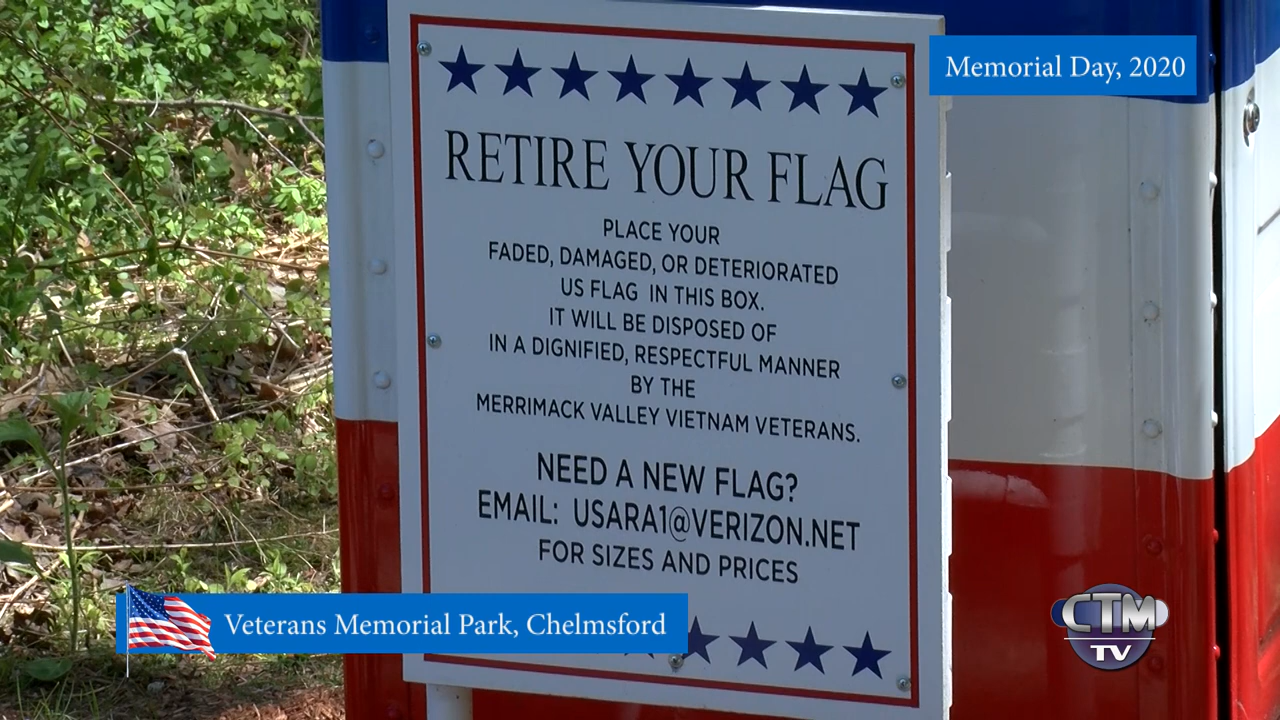 Memorial Day, 2020
RETIRE YOUR FLAG
PLACE YOUR
FADED, DAMAGED, OR DETERIORATED
US FLAG IN THIS BOX.
IT WILL BE DISPOSED OF
IN A DIGNIFIED, RESPECTFUL MANNER
BY THE
MERRIMACK VALLEY VIETNAM VETERANS.
NEED A NEW FLAG?
EMAIL: USARA1@VERIZON.NET
FOR SIZES AND PRICES
Veterans Memorial Park, Chelmsford
CTM
TV